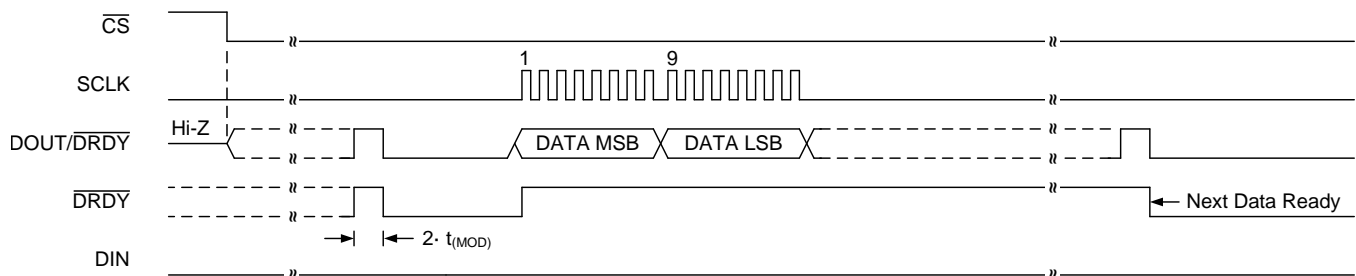 CS
1 9
SCLK
Hi-Z
DOUT/DRDY DATA MSB DATA LSB
DRDY
Next Data Ready
2· t(MOD)
DIN